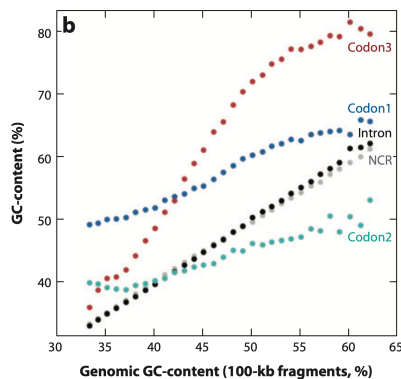 b
80
70
60
50
40
GC-content (%)
Codon3
Codon1
Intron
NCR
Codon2
30 35 40 45 50 55 60 65
Genomic GC-content (100-kb fragments, %)